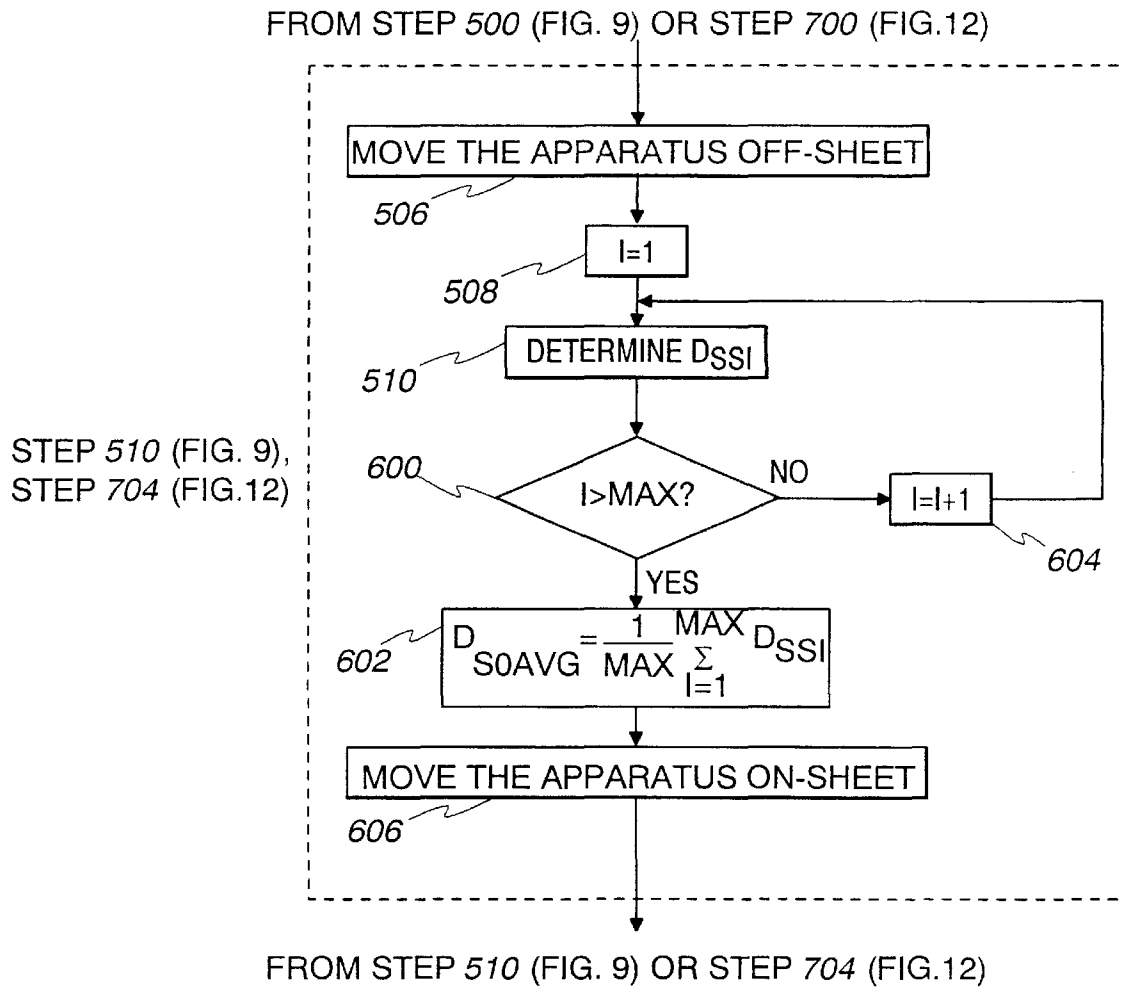 FROM STEP 500 (FIG. 9) OR STEP 700 (FIG.12)
MOVE THE APPARATUS OFF-SHEET
506
I=1
508
DETERMINE DSSI
510
STEP 510 (FIG. 9),
STEP 704 (FIG.12)
600
I>MAX?
NO
I=I+1
604
YES
602
D S0AVG = 1/MAX MAX Σ I=1 DSSI
MOVE THE APPARATUS ON-SHEET
606
FROM STEP 510 (FIG. 9) OR STEP 704 (FIG.12)